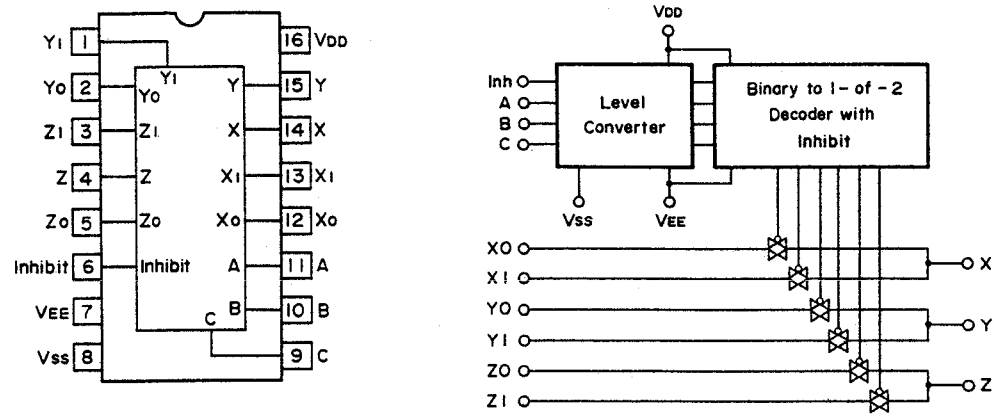 Y1 1
Y1
16 VDD
Y0 2
Y0
Y
15 Y
Z1 3
Z1
X
14 X
Z 4
Z
X1
13 X1
Z0 5
Z0
X0
12 X0
Inhibit 6
Inhibit
A
11 A
VEE 7
B
10 B
C
Vss 8
9 C
VDD
Inh
A
B
C
Level
Converter
Binary to 1-of-2
Decoder with
Inhibit
Vss
VEE
X0
X1
X
Y0
Y1
Y
Z0
Z1
Z